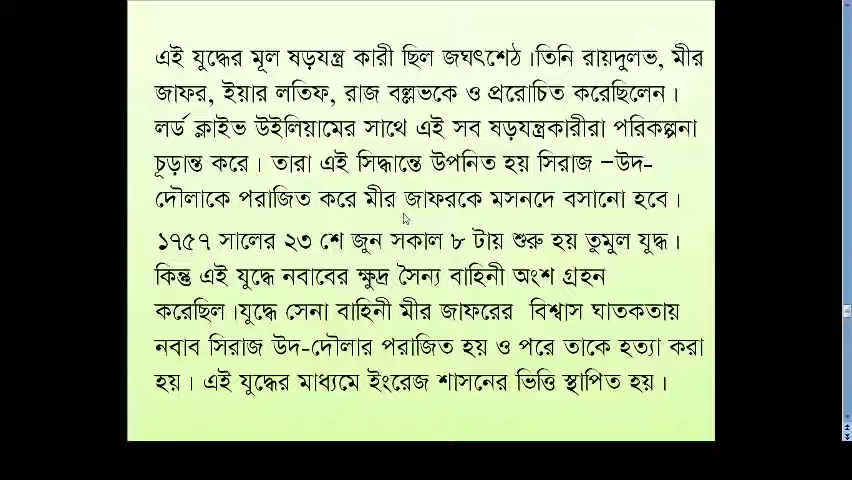 এই যুদ্ধের মূল ষড়যন্ত্র কারী ছিল জঘৎশেঠ।তিনি রায়দুলভ, মীর
জাফর, ইয়ার লতিফ, রাজ বল্লভকে ও প্ররোচিত করেছিলেন।
লর্ড ক্লাইভ উইলিয়ামের সাথে এই সব ষড়যন্ত্রকারীরা পরিকল্পনা
চূড়ান্ত করে। তারা এই সিদ্ধান্তে উপনিত হয় সিরাজ –উদ-
দৌলাকে পরাজিত করে মীর জাফরকে মসনদে বসানো হবে।
১৭৫৭ সালের ২৩ শে জুন সকাল ৮ টায় শুরু হয় তুমুল যুদ্ধ।
কিন্তু এই যুদ্ধে নবাবের ক্ষুদ্র সৈন্য বাহিনী অংশ গ্রহন
করেছিল।যুদ্ধে সেনা বাহিনী মীর জাফরের বিশ্বাস ঘাতকতায়
নবাব সিরাজ উদ-দৌলার পরাজিত হয় ও পরে তাকে হত্যা করা
হয়। এই যুদ্ধের মাধ্যমে ইংরেজ শাসনের ভিত্তি স্থাপিত হয়।